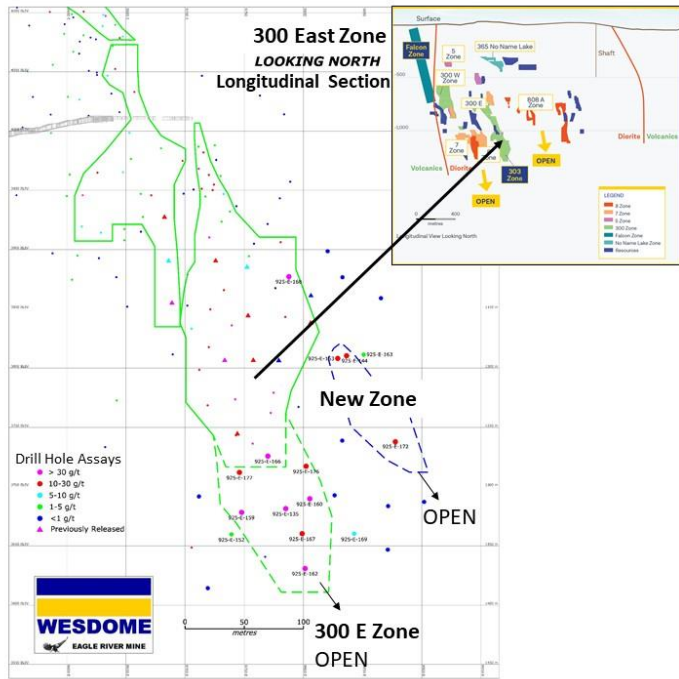 300 East Zone
LOOKING NORTH
Longitudinal Section
Surface
Falcon
Zone
5
Zone
365 No Name Lake
Shaft
300 W
Zone
300 E
608 A
Zone
7
Zone
Diorite
Volcanics
Volcanics
Diorite
OPEN
303
Zone
OPEN
400
metres
Longitudinal View Looking North
LEGEND
8 Zone
7 Zone
5 Zone
300 Zone
Falcon Zone
No Name Lake Zone
Resources
925-E-168
925-E-153
925-E-144
925-E-163
New Zone
925-E-172
OPEN
925-E-166
925-E-176
925-E-177
925-E-160
925-E-159
925-E-135
925-E-152
925-E-167
925-E-169
925-E-162
Drill Hole Assays
> 30 g/t
10-30 g/t
5-10 g/t
1-5 g/t
<1 g/t
Previously Released
WESDOME
EAGLE RIVER MINE
0 50 100
metres
300 E Zone
OPEN